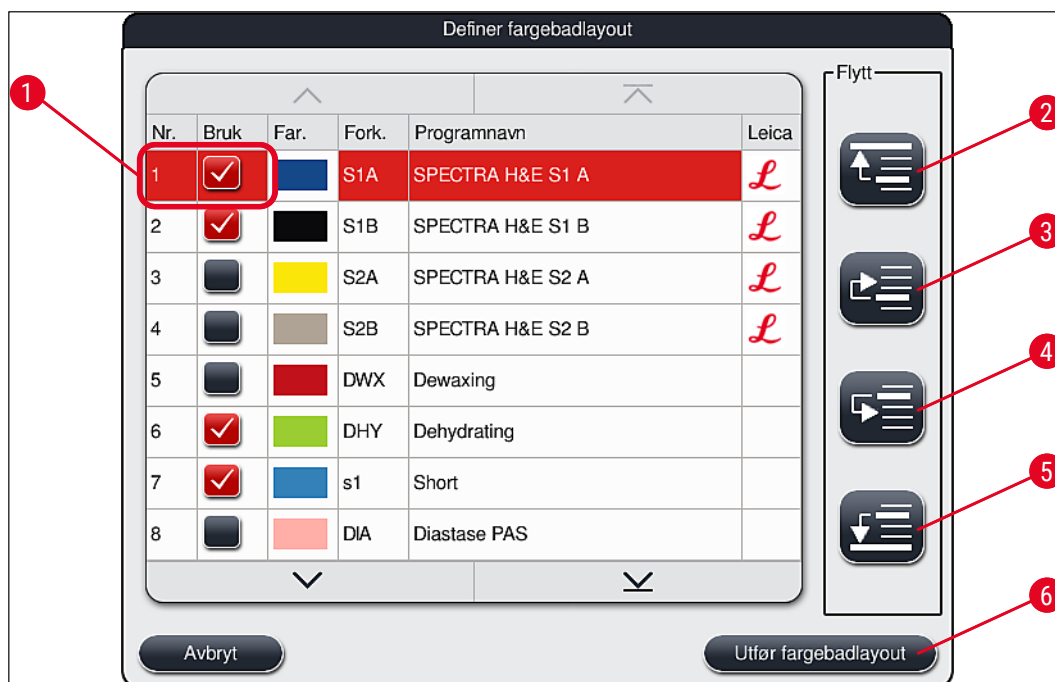 Definer fargebadlayout
Flytt
1
2
Nr. Bruk Far. Fork. Programnavn Leica
1 S1A SPECTRA H&E S1 A
2 S1B SPECTRA H&E S1 B
3
3 S2A SPECTRA H&E S2 A
4 S2B SPECTRA H&E S2 B
4
5 DWX Dewaxing
6 DHY Dehydrating
5
7 s1 Short
8 DIA Diastase PAS
6
Avbryt Utfør fargebadlayout